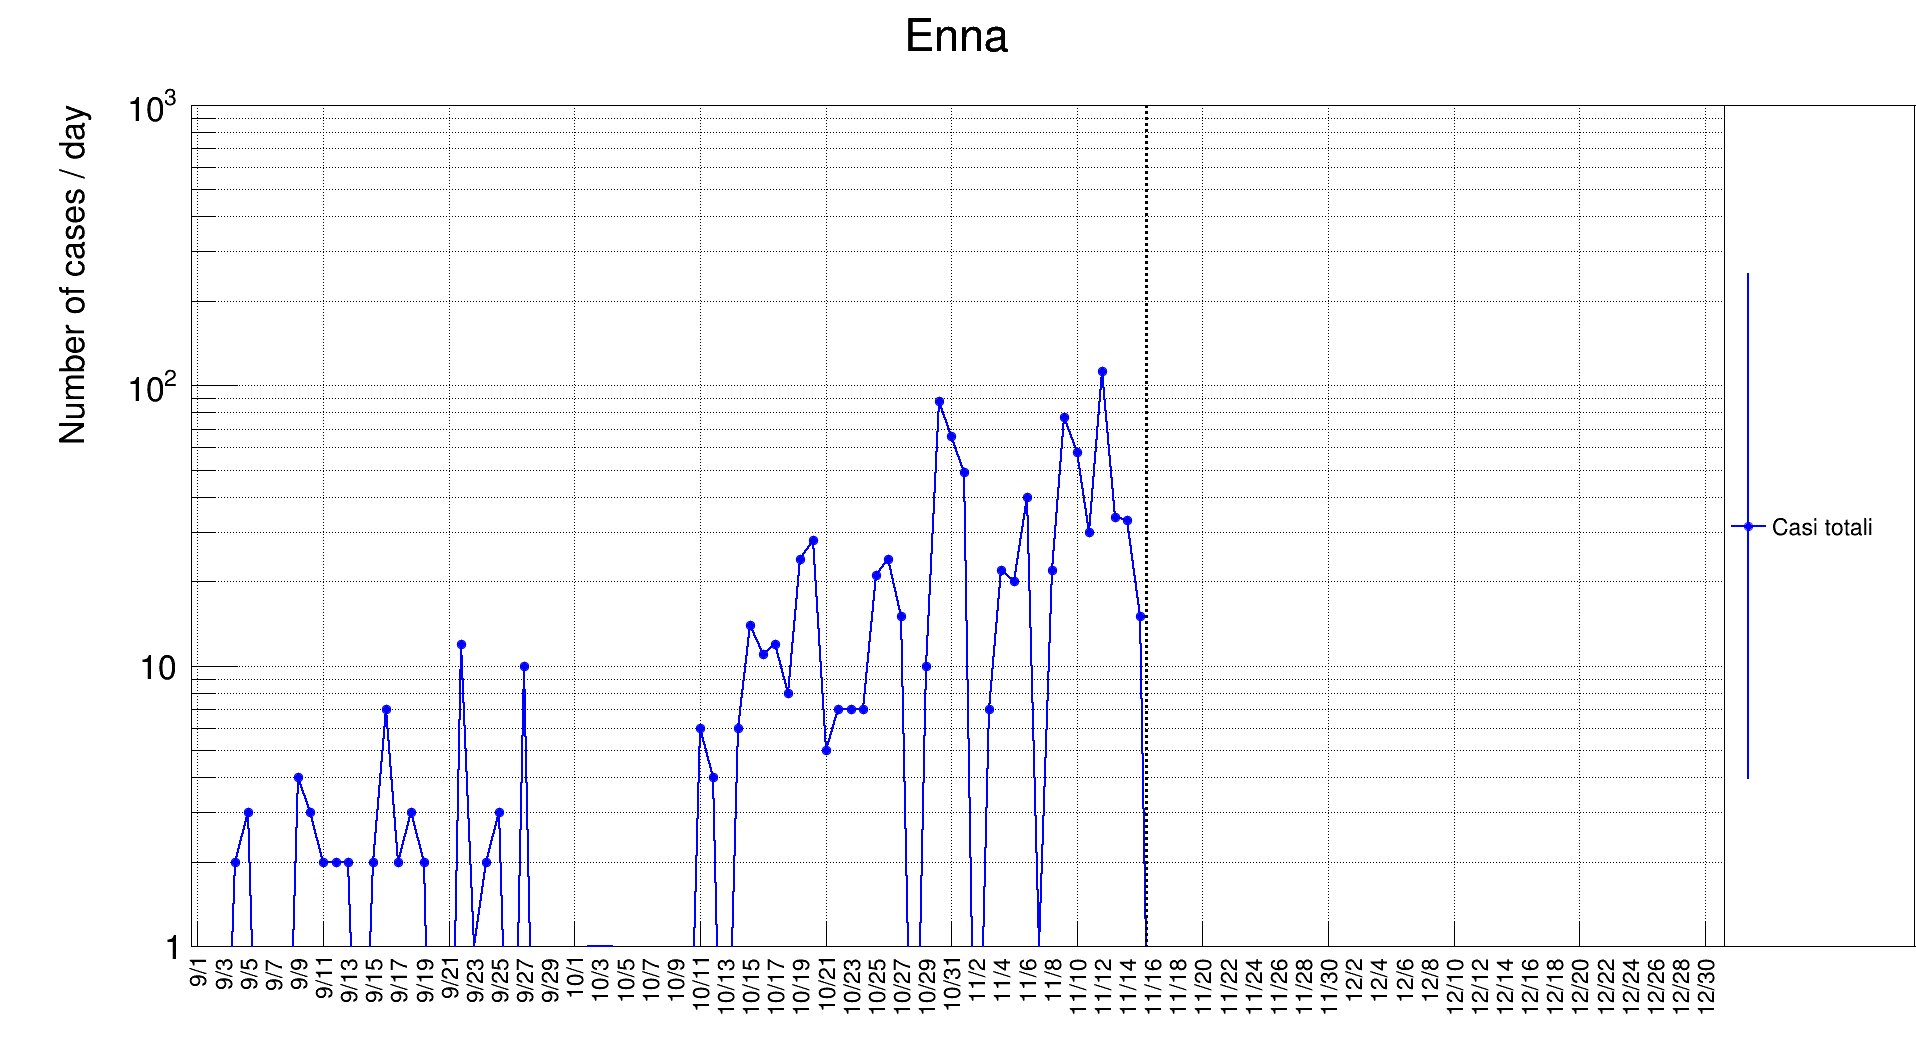 Enna
Number of cases / day
10³
10²
10
1
9/1 9/3 9/5 9/7 9/9 9/11 9/13 9/15 9/17 9/19 9/21 9/23 9/25 9/27 9/29 10/1 10/3 10/5 10/7 10/9 10/11 10/13 10/15 10/17 10/19 10/21 10/23 10/25 10/27 10/29 10/31 11/2 11/4 11/6 11/8 11/10 11/12 11/14 11/16 11/18 11/20 11/22 11/24 11/26 11/28 11/30 12/2 12/4 12/6 12/8 12/10 12/12 12/14 12/16 12/18 12/20 12/22 12/24 12/26 12/28 12/30
Casi totali